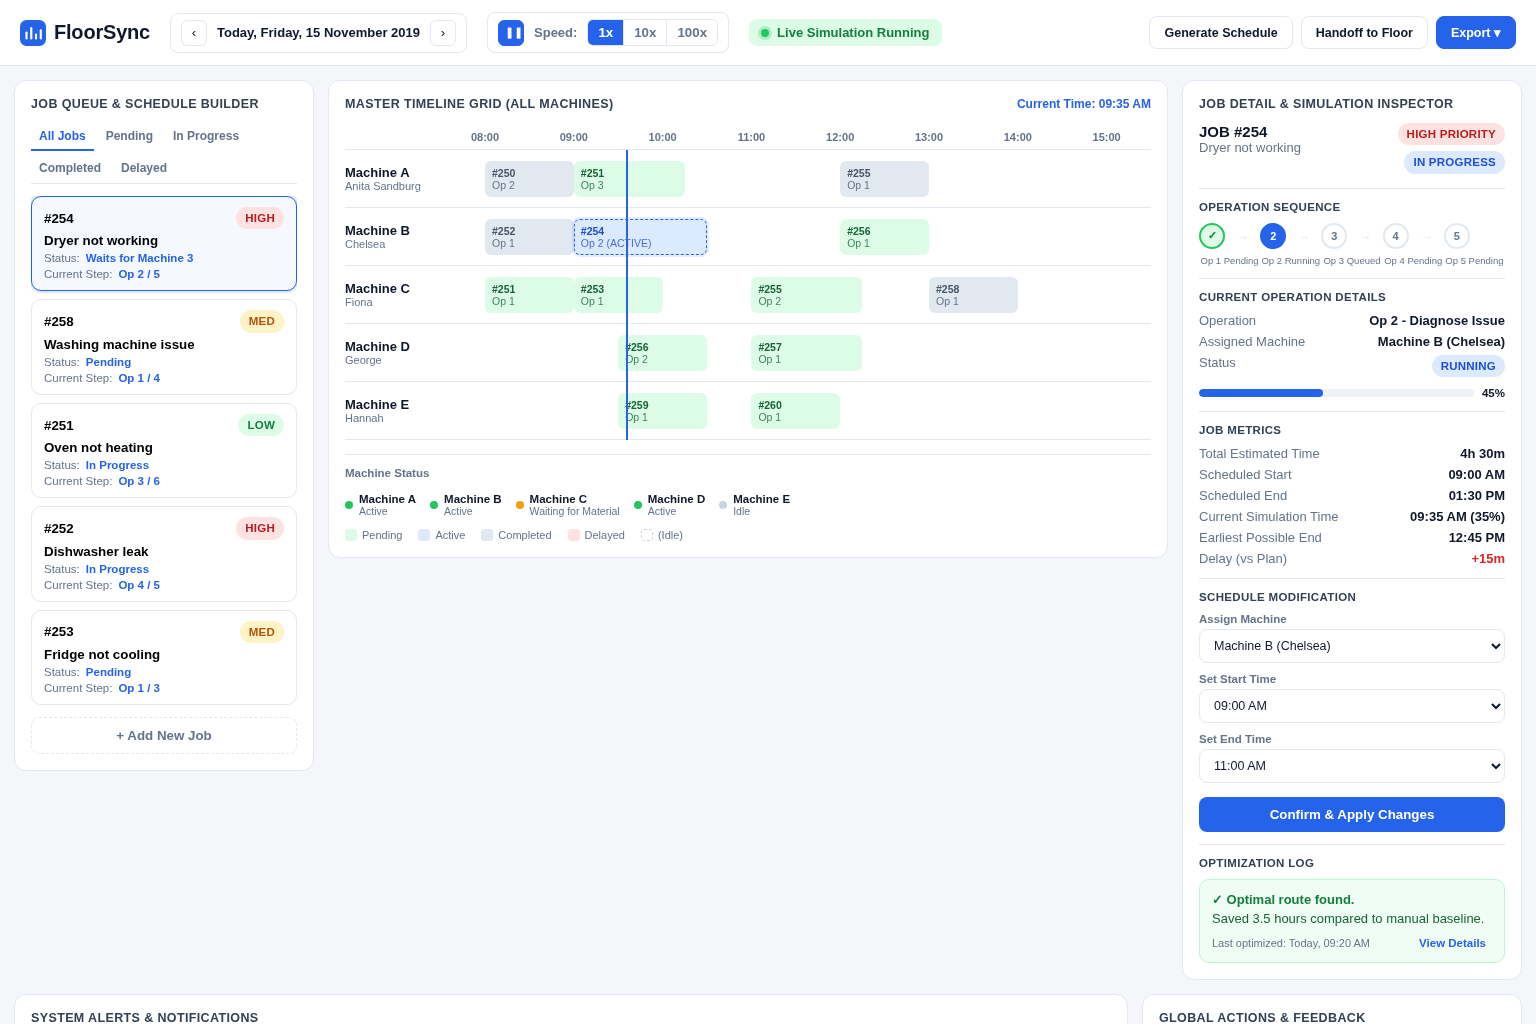 FloorSync
‹ Today, Friday, 15 November 2019 ›
Speed: 1x 10x 100x
Live Simulation Running
Generate Schedule
Handoff to Floor
Export ▾
JOB QUEUE & SCHEDULE BUILDER
All Jobs Pending In Progress
Completed Delayed
#254 HIGH
Dryer not working
Status: Waits for Machine 3
Current Step: Op 2 / 5
#258 MED
Washing machine issue
Status: Pending
Current Step: Op 1 / 4
#251 LOW
Oven not heating
Status: In Progress
Current Step: Op 3 / 6
#252 HIGH
Dishwasher leak
Status: In Progress
Current Step: Op 4 / 5
#253 MED
Fridge not cooling
Status: Pending
Current Step: Op 1 / 3
+ Add New Job
MASTER TIMELINE GRID (ALL MACHINES)
Current Time: 09:35 AM
08:00 09:00 10:00 11:00 12:00 13:00 14:00 15:00
Machine A
Anita Sandburg
#250
Op 2
#251
Op 3
#255
Op 1
Machine B
Chelsea
#252
Op 1
#254
Op 2 (ACTIVE)
#256
Op 1
Machine C
Fiona
#251
Op 1
#253
Op 1
#255
Op 2
#258
Op 1
Machine D
George
#256
Op 2
#257
Op 1
Machine E
Hannah
#259
Op 1
#260
Op 1
Machine Status
Machine A
Active
Machine B
Active
Machine C
Waiting for Material
Machine D
Active
Machine E
Idle
Pending Active Completed Delayed (Idle)
JOB DETAIL & SIMULATION INSPECTOR
JOB #254 HIGH PRIORITY
Dryer not working
IN PROGRESS
OPERATION SEQUENCE
✓ → 2 → 3 → 4 → 5
Op 1 Pending Op 2 Running Op 3 Queued Op 4 Pending Op 5 Pending
CURRENT OPERATION DETAILS
Operation Op 2 - Diagnose Issue
Assigned Machine Machine B (Chelsea)
Status RUNNING
45%
JOB METRICS
Total Estimated Time 4h 30m
Scheduled Start 09:00 AM
Scheduled End 01:30 PM
Current Simulation Time 09:35 AM (35%)
Earliest Possible End 12:45 PM
Delay (vs Plan) +15m
SCHEDULE MODIFICATION
Assign Machine
Machine B (Chelsea)
Set Start Time
09:00 AM
Set End Time
11:00 AM
Confirm & Apply Changes
OPTIMIZATION LOG
✓ Optimal route found.
Saved 3.5 hours compared to manual baseline.
Last optimized: Today, 09:20 AM View Details
SYSTEM ALERTS & NOTIFICATIONS
GLOBAL ACTIONS & FEEDBACK